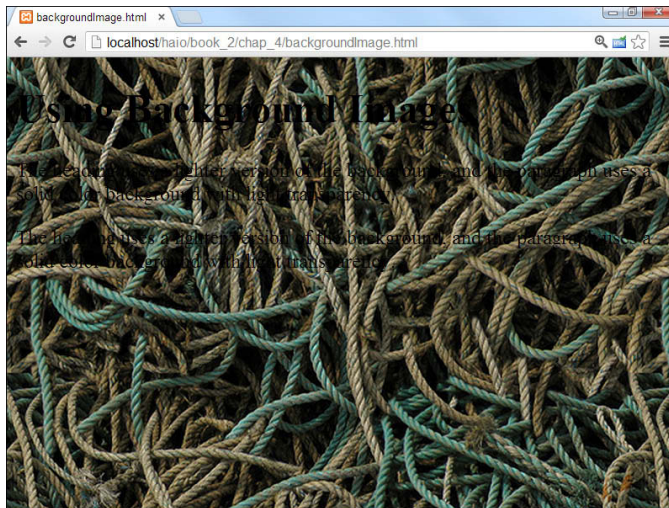 backgroundImage.html
localhost/haio/book_2/chap_4/backgroundImage.html
Using Background Images
The heading uses a lighter version of the background, and the paragraph uses a
solid color background with light transparency.
The heading uses a lighter version of the background, and the paragraph uses a
solid color background with light transparency.